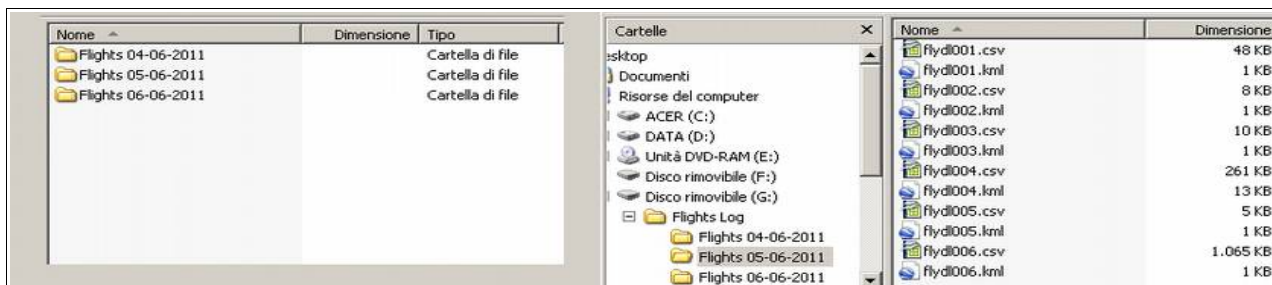 Nome Dimensione Tipo
Flights 04-06-2011 Cartella di file
Flights 05-06-2011 Cartella di file
Flights 06-06-2011 Cartella di file
Cartelle
esktop
Documenti
Risorse del computer
ACER (C:)
DATA (D:)
Unità DVD-RAM (E:)
Disco rimovibile (F:)
Disco rimovibile (G:)
Flights Log
Flights 04-06-2011
Flights 05-06-2011
Flights 06-06-2011
Nome Dimensione
flydl001.csv 48 KB
flydl001.kml 1 KB
flydl002.csv 8 KB
flydl002.kml 1 KB
flydl003.csv 10 KB
flydl003.kml 1 KB
flydl004.csv 261 KB
flydl004.kml 13 KB
flydl005.csv 5 KB
flydl005.kml 1 KB
flydl006.csv 1.065 KB
flydl006.kml 1 KB